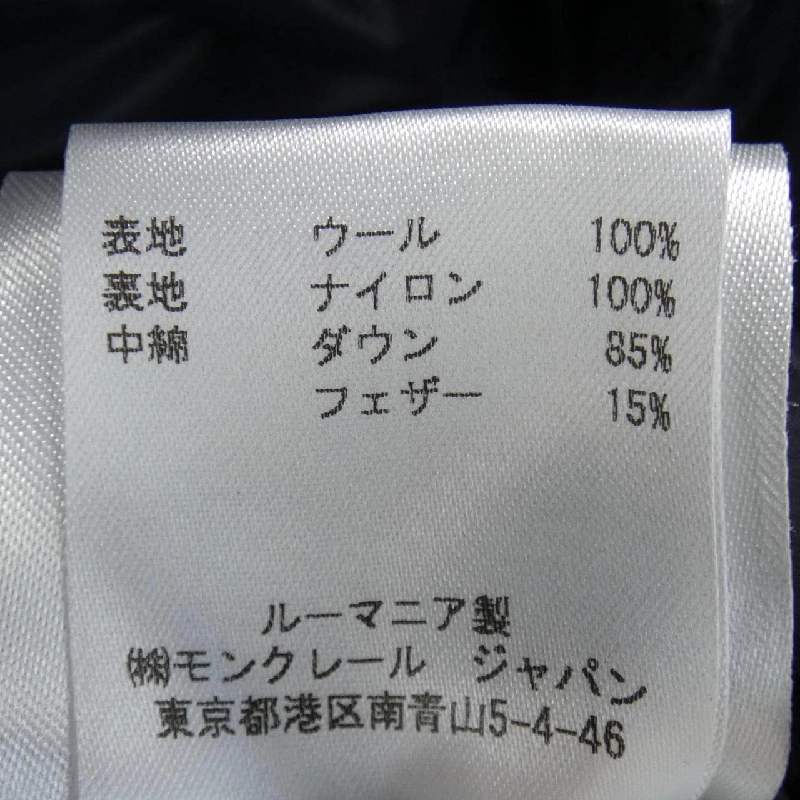 表地 ウール 100%
裏地 ナイロン 100%
中綿 ダウン 85%
フェザー 15%
ルーマニア製
㈱モンクレール ジャパン
東京都港区南青山5-4-46